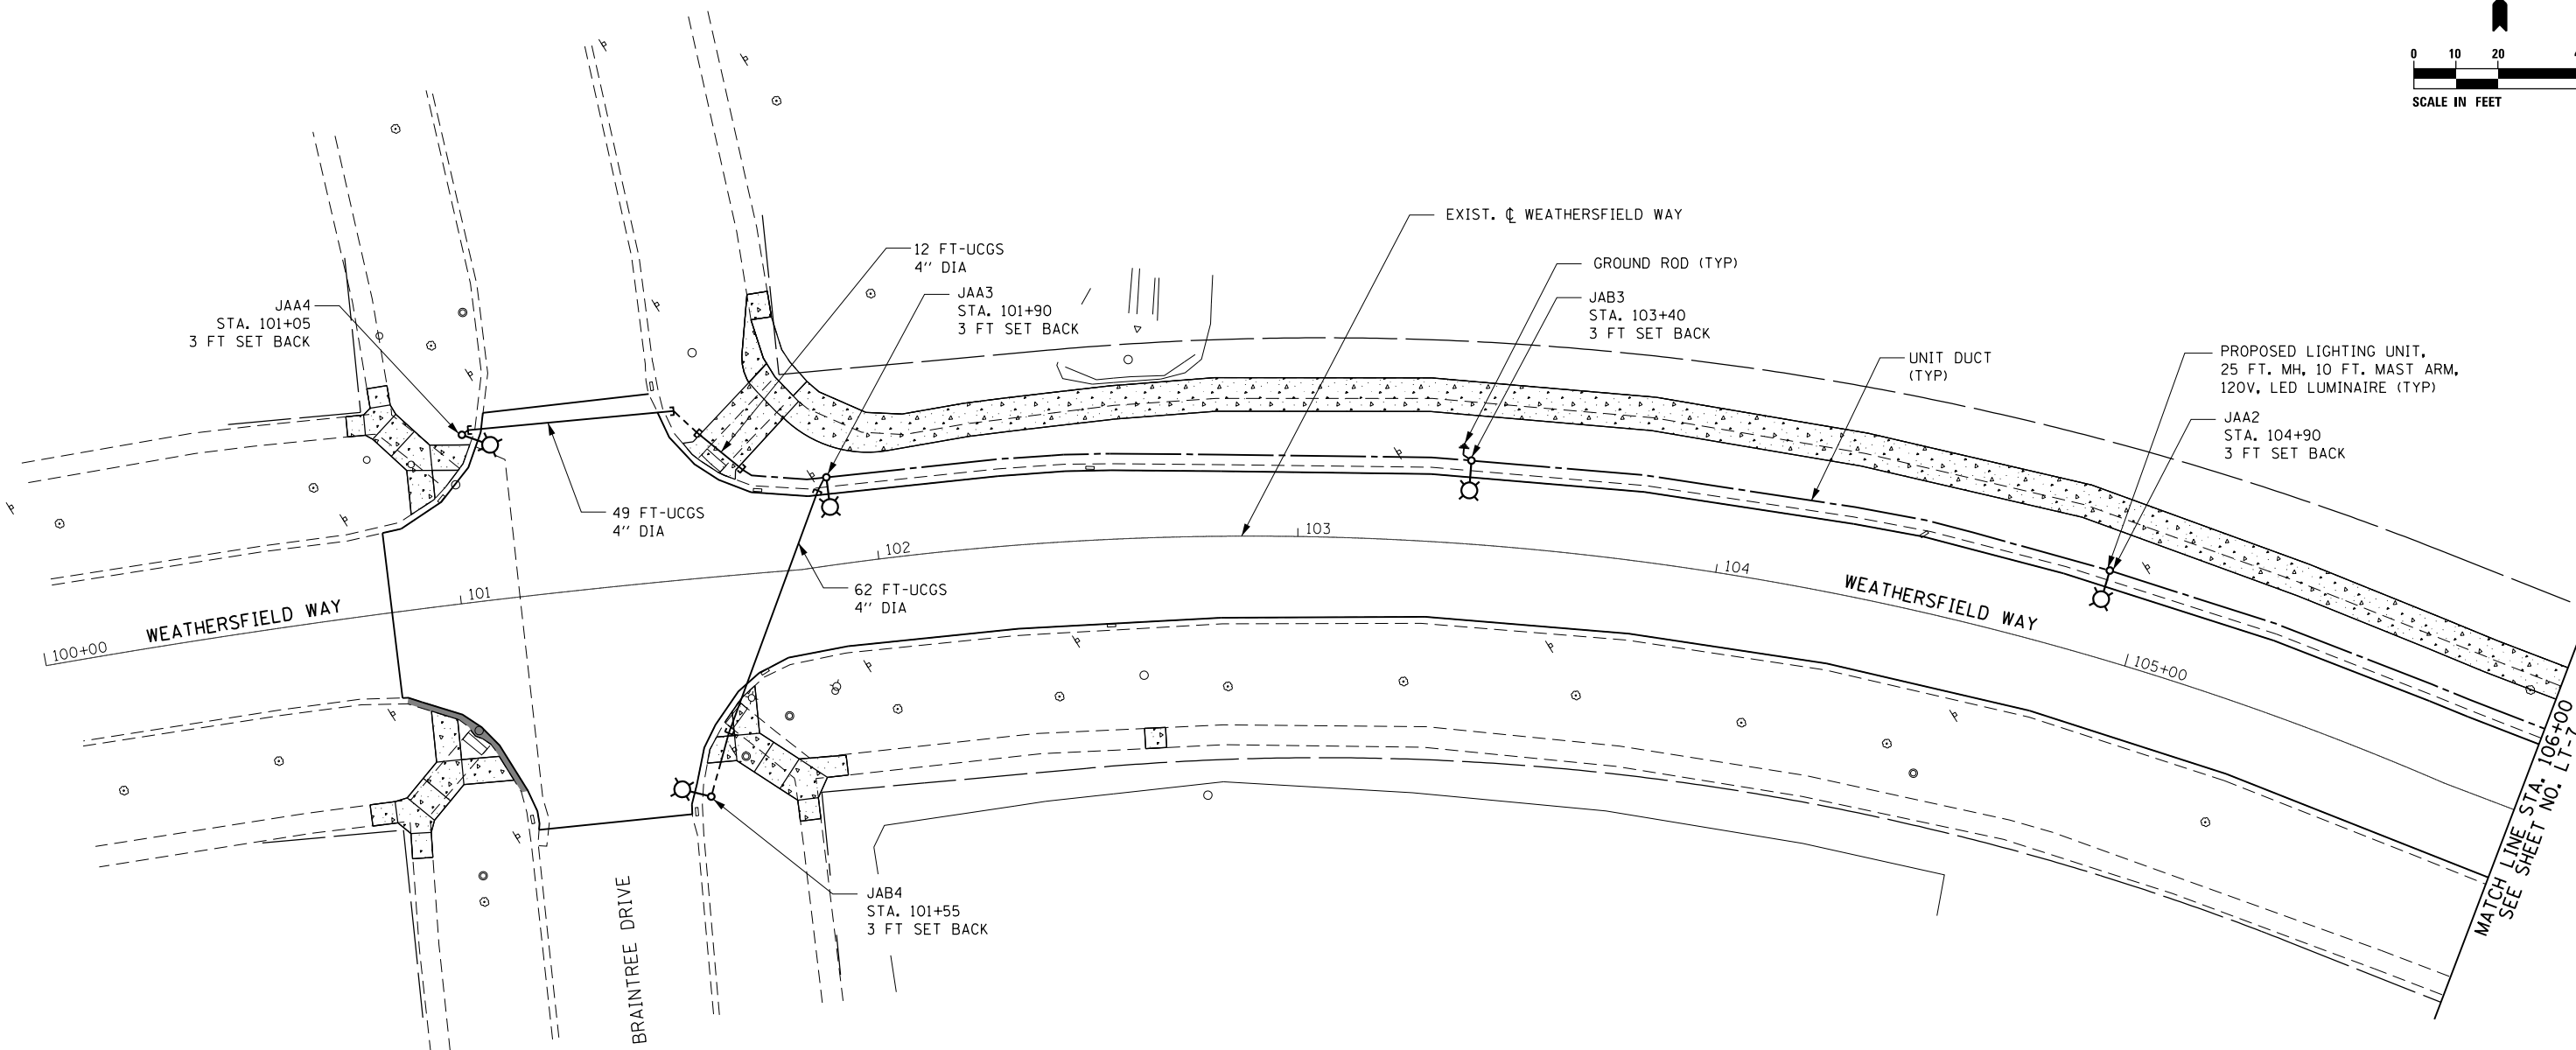 0 10 20
SCALE IN FEET
EXIST. ℄ WEATHERSFIELD WAY
12 FT-UCGS
4'' DIA
GROUND ROD (TYP)
JAA3
STA. 101+90
3 FT SET BACK
JAB3
STA. 103+40
3 FT SET BACK
JAA4
STA. 101+05
3 FT SET BACK
UNIT DUCT
(TYP)
PROPOSED LIGHTING UNIT,
25 FT. MH, 10 FT. MAST ARM,
120V, LED LUMINAIRE (TYP)
JAA2
STA. 104+90
3 FT SET BACK
49 FT-UCGS
4'' DIA
62 FT-UCGS
4'' DIA
100+00
WEATHERSFIELD WAY
101
102
103
104
WEATHERSFIELD WAY
105+00
JAB4
STA. 101+55
3 FT SET BACK
BRAINTREE DRIVE
MATCH LINE STA. 106+00
SEE SHEET NO. LT-7